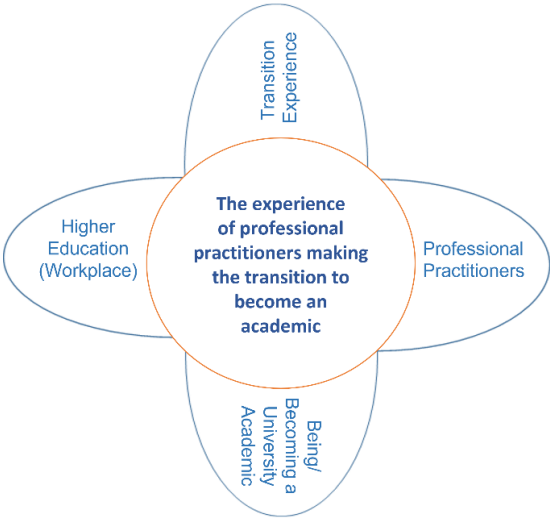 Transition
Experience
Higher
Education
(Workplace)
The experience
of professional
practitioners making
the transition to
become an
academic
Professional
Practitioners
Being/
Becoming a
University
Academic